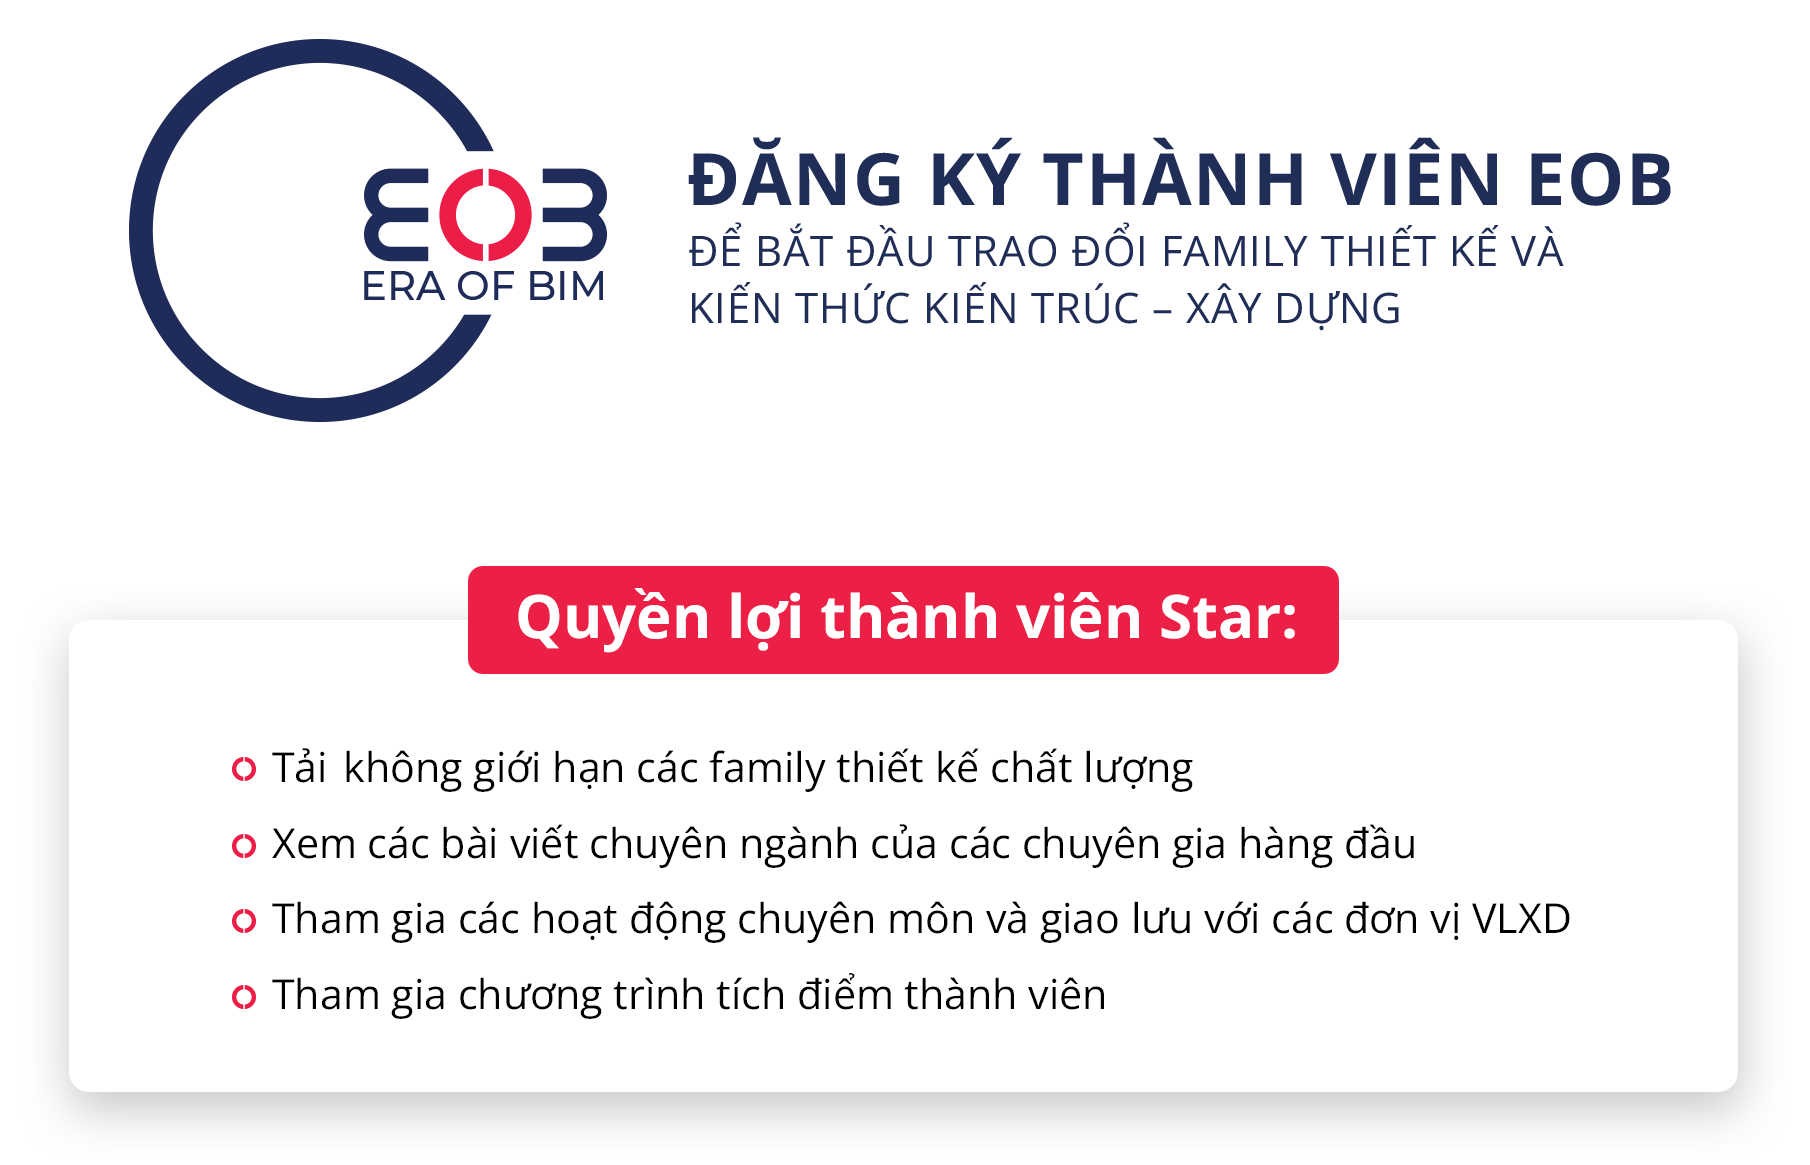 EOB
ERA OF BIM
ĐĂNG KÝ THÀNH VIÊN EOB
ĐỂ BẮT ĐẦU TRAO ĐỔI FAMILY THIẾT KẾ VÀ
KIẾN THỨC KIẾN TRÚC – XÂY DỰNG
Quyền lợi thành viên Star:
Tải không giới hạn các family thiết kế chất lượng
Xem các bài viết chuyên ngành của các chuyên gia hàng đầu
Tham gia các hoạt động chuyên môn và giao lưu với các đơn vị VLXD
Tham gia chương trình tích điểm thành viên